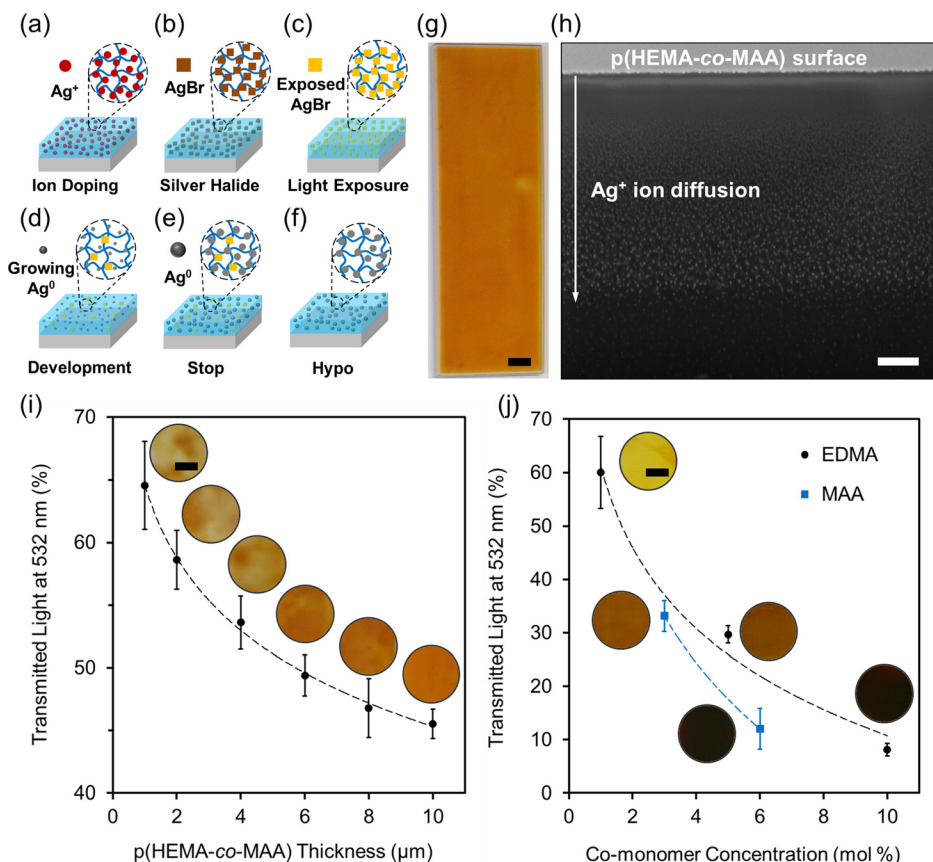 (a)
(b)
(c)
Ag⁺
AgBr
Exposed
AgBr
Ion Doping
Silver Halide
Light Exposure
(d)
(e)
(f)
Growing
Ag⁰
Ag⁰
Development
Stop
Hypo
(g)
(h)
p(HEMA-co-MAA) surface
Ag⁺ ion diffusion
(i)
70
60
50
40
0 2 4 6 8 10
Transmitted Light at 532 nm (%)
p(HEMA-co-MAA) Thickness (µm)
(j)
EDMA
MAA
70
60
50
40
30
20
10
0
0 2 4 6 8 10
Transmitted Light at 532 nm (%)
Co-monomer Concentration (mol %)